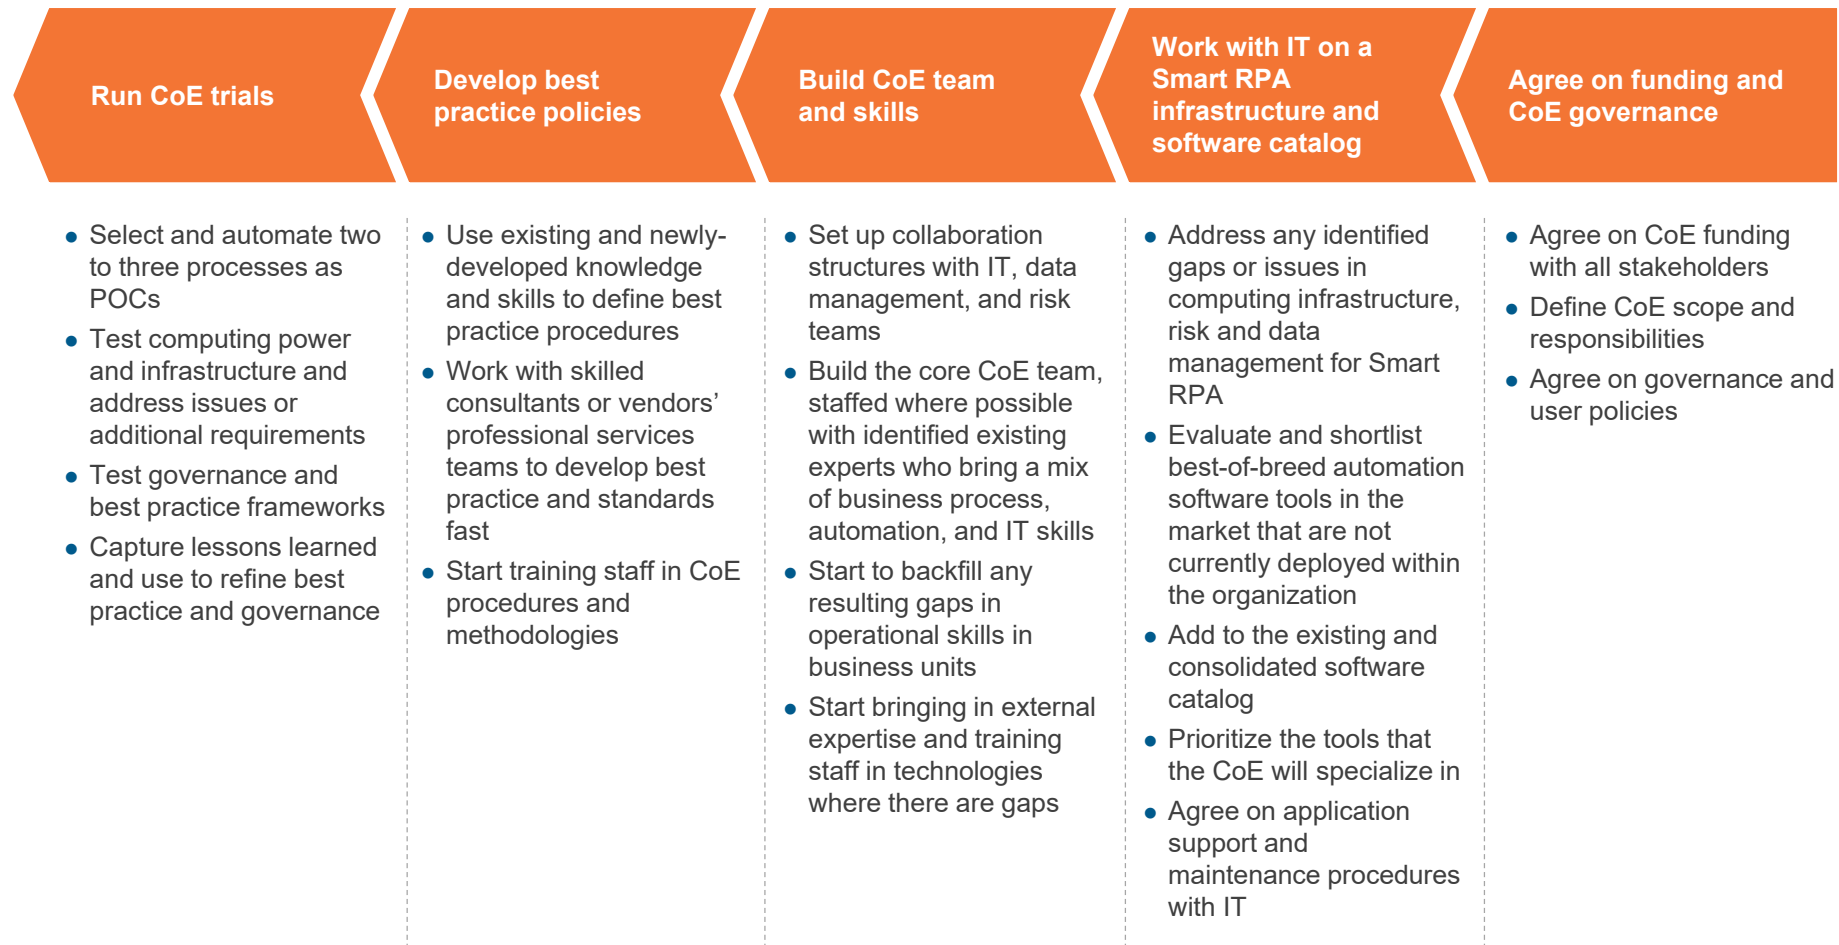 Run CoE trials
Develop best
practice policies
Build CoE team
and skills
Work with IT on a
Smart RPA
infrastructure and
software catalog
Agree on funding and
CoE governance
● Select and automate two
to three processes as
POCs
● Test computing power
and infrastructure and
address issues or
additional requirements
● Test governance and
best practice frameworks
● Capture lessons learned
and use to refine best
practice and governance
● Use existing and newly-
developed knowledge
and skills to define best
practice procedures
● Work with skilled
consultants or vendors’
professional services
teams to develop best
practice and standards
fast
● Start training staff in CoE
procedures and
methodologies
● Set up collaboration
structures with IT, data
management, and risk
teams
● Build the core CoE team,
staffed where possible
with identified existing
experts who bring a mix
of business process,
automation, and IT skills
● Start to backfill any
resulting gaps in
operational skills in
business units
● Start bringing in external
expertise and training
staff in technologies
where there are gaps
● Address any identified
gaps or issues in
computing infrastructure,
risk and data
management for Smart
RPA
● Evaluate and shortlist
best-of-breed automation
software tools in the
market that are not
currently deployed within
the organization
● Add to the existing and
consolidated software
catalog
● Prioritize the tools that
the CoE will specialize in
● Agree on application
support and
maintenance procedures
with IT
● Agree on CoE funding
with all stakeholders
● Define CoE scope and
responsibilities
● Agree on governance and
user policies